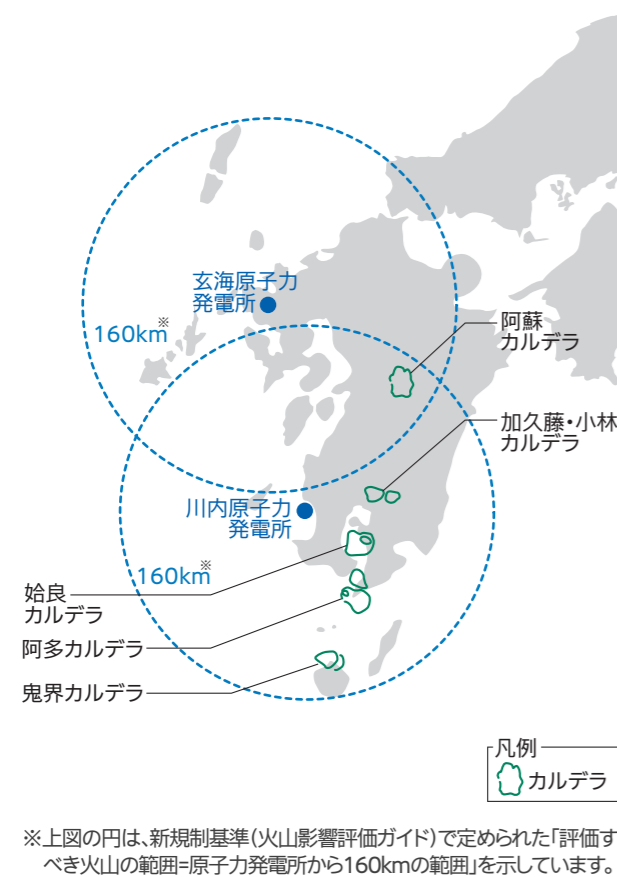 玄海原子力
発電所
160km※
阿蘇
カルデラ
加久藤・小林
カルデラ
川内原子力
発電所
160km※
姶良
カルデラ
阿多カルデラ
鬼界カルデラ
凡例
カルデラ
※上図の円は、新規制基準(火山影響評価ガイド)で定められた「評価す
べき火山の範囲=原子力発電所から160kmの範囲」を示しています。